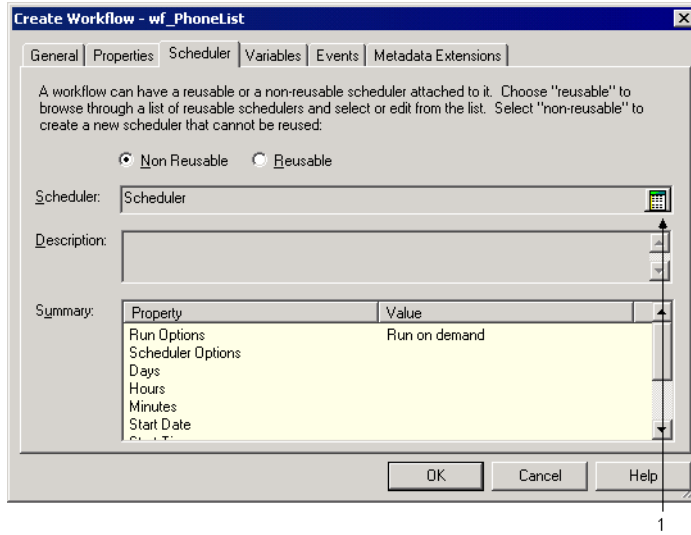 Create Workflow - wf_PhoneList
General Properties Scheduler Variables Events Metadata Extensions
A workflow can have a reusable or a non-reusable scheduler attached to it. Choose "reusable" to
browse through a list of reusable schedulers and select or edit from the list. Select "non-reusable" to
create a new scheduler that cannot be reused:
Non Reusable Reusable
Scheduler: Scheduler
Description:
Summary: Property Value
Run Options Run on demand
Scheduler Options
Days
Hours
Minutes
Start Date
OK Cancel Help
1